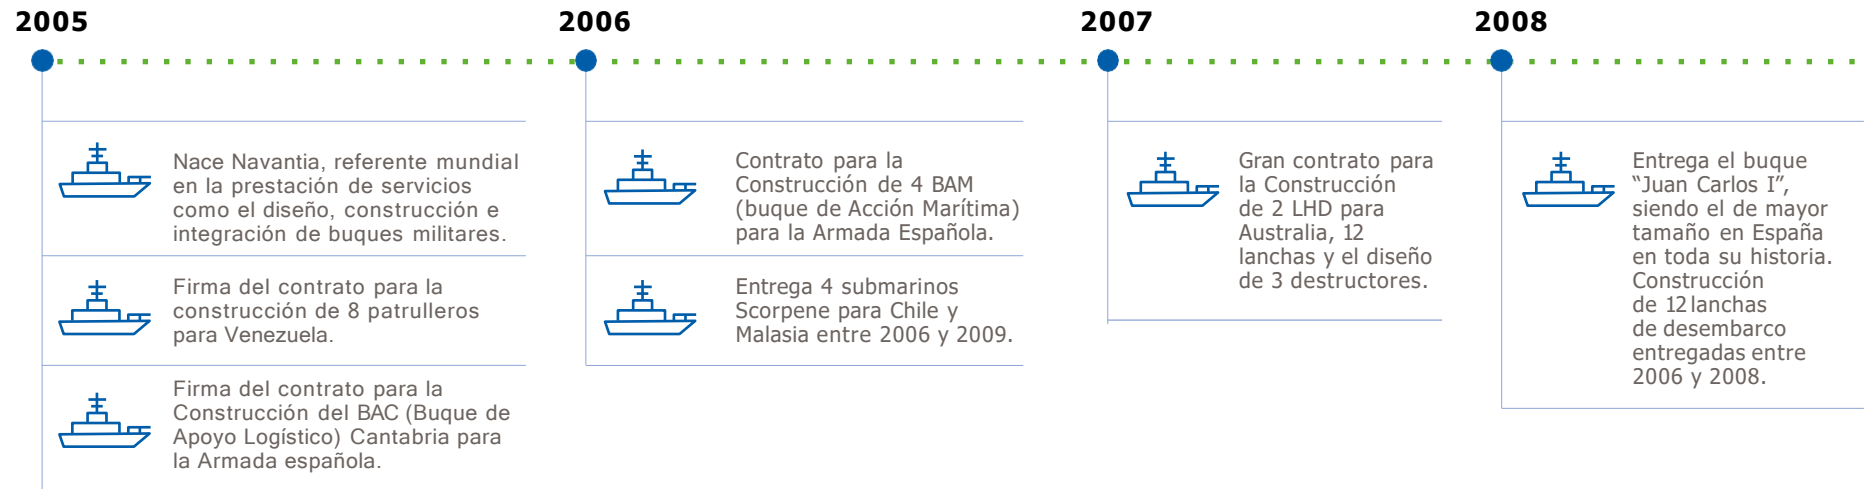 2005
Nace Navantia, referente mundial
en la prestación de servicios
como el diseño, construcción e
integración de buques militares.
Firma del contrato para la
construcción de 8 patrulleros
para Venezuela.
Firma del contrato para la
Construcción del BAC (Buque de
Apoyo Logístico) Cantabria para
la Armada española.
2006
Contrato para la
Construcción de 4 BAM
(buque de Acción Marítima)
para la Armada Española.
Entrega 4 submarinos
Scorpene para Chile y
Malasia entre 2006 y 2009.
2007
Gran contrato para
la Construcción
de 2 LHD para
Australia, 12
lanchas y el diseño
de 3 destructores.
2008
Entrega el buque
“Juan Carlos I”,
siendo el de mayor
tamaño en España
en toda su historia.
Construcción
de 12 lanchas
de desembarco
entregadas entre
2006 y 2008.